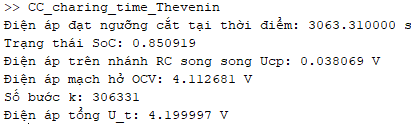 >> CC_charing_time_Thevenin
Điện áp đạt ngưỡng cắt tại thời điểm: 3063.310000 s
Trạng thái SoC: 0.850919
Điện áp trên nhánh RC song song Ucp: 0.038069 V
Điện áp mạch hở OCV: 4.112681 V
Số bước k: 306331
Điện áp tổng U_t: 4.199997 V